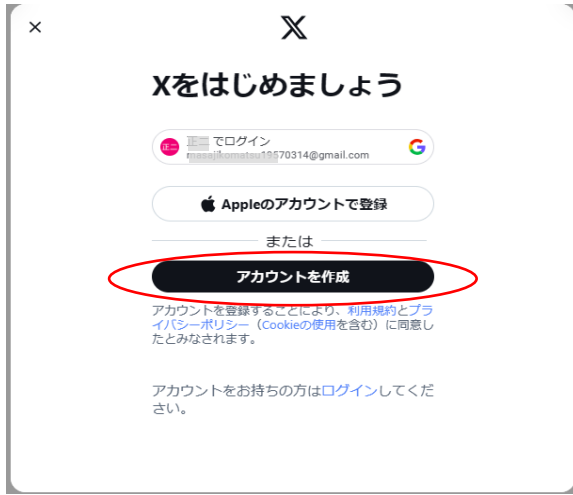 Xをはじめましょう
でログイン
70314@gmail.com
Appleのアカウントで登録
または
アカウントを作成
アカウントを登録することにより、利用規約とプラ
イバシーポリシー（Cookieの使用を含む）に同意し
たとみなされます。
アカウントをお持ちの方はログインしてくだ
さい。